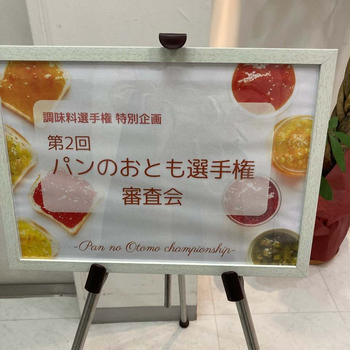 調味料選手権 特別企画
第2回
パンのおとも選手権
審査会
-Pan no Otomo championship-